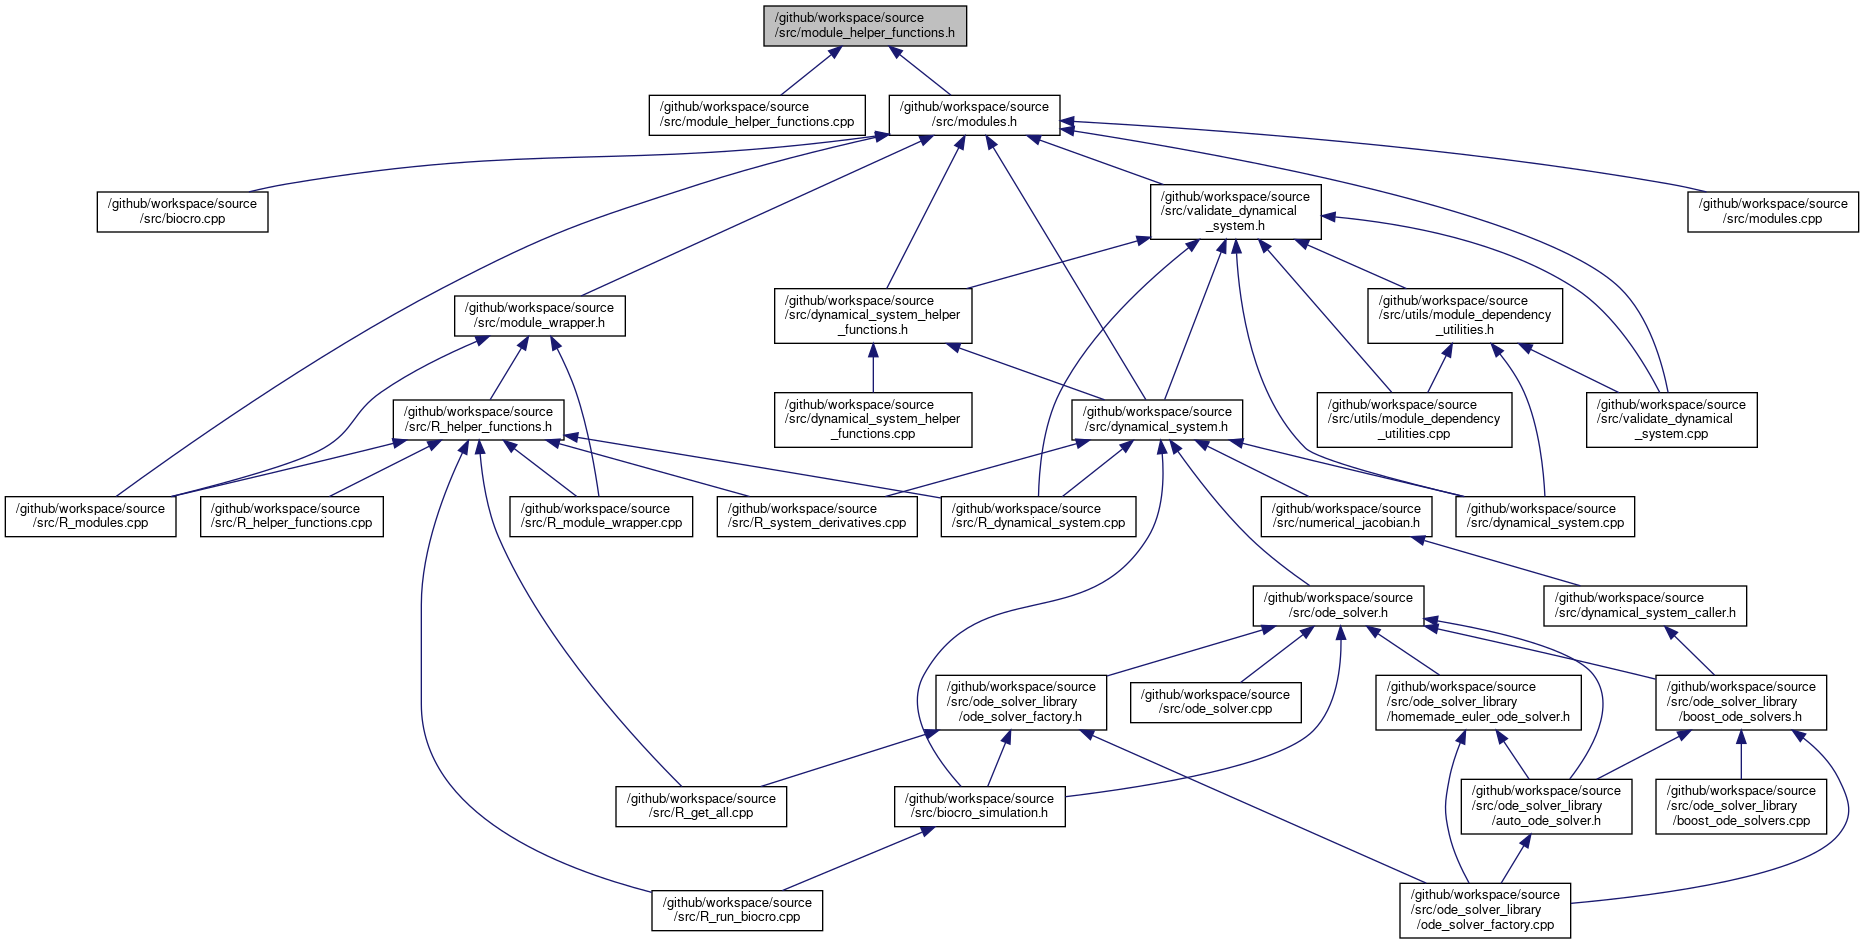 /github/workspace/source
/src/module_helper_functions.h
/github/workspace/source
/src/module_helper_functions.cpp
/github/workspace/source
/src/modules.h
/github/workspace/source
/src/biocro.cpp
/github/workspace/source
/src/validate_dynamical
_system.h
/github/workspace/source
/src/modules.cpp
/github/workspace/source
/src/module_wrapper.h
/github/workspace/source
/src/dynamical_system_helper
_functions.h
/github/workspace/source
/src/utils/module_dependency
_utilities.h
/github/workspace/source
/src/R_helper_functions.h
/github/workspace/source
/src/dynamical_system_helper
_functions.cpp
/github/workspace/source
/src/dynamical_system.h
/github/workspace/source
/src/utils/module_dependency
_utilities.cpp
/github/workspace/source
/src/validate_dynamical
_system.cpp
/github/workspace/source
/src/R_modules.cpp
/github/workspace/source
/src/R_helper_functions.cpp
/github/workspace/source
/src/R_module_wrapper.cpp
/github/workspace/source
/src/R_system_derivatives.cpp
/github/workspace/source
/src/R_dynamical_system.cpp
/github/workspace/source
/src/numerical_jacobian.h
/github/workspace/source
/src/dynamical_system.cpp
/github/workspace/source
/src/ode_solver.h
/github/workspace/source
/src/dynamical_system_caller.h
/github/workspace/source
/src/ode_solver_library
/ode_solver_factory.h
/github/workspace/source
/src/ode_solver.cpp
/github/workspace/source
/src/ode_solver_library
/homemade_euler_ode_solver.h
/github/workspace/source
/src/ode_solver_library
/boost_ode_solvers.h
/github/workspace/source
/src/R_get_all.cpp
/github/workspace/source
/src/biocro_simulation.h
/github/workspace/source
/src/ode_solver_library
/auto_ode_solver.h
/github/workspace/source
/src/ode_solver_library
/boost_ode_solvers.cpp
/github/workspace/source
/src/R_run_biocro.cpp
/github/workspace/source
/src/ode_solver_library
/ode_solver_factory.cpp